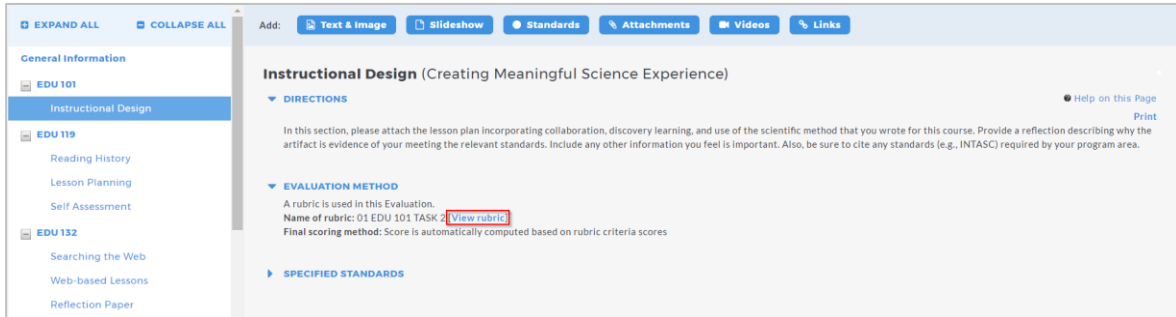 EXPAND ALL COLLAPSE ALL
General Information
EDU 101
Instructional Design
EDU 119
Reading History
Lesson Planning
Self Assessment
EDU 132
Searching the Web
Web-based Lessons
Reflection Paper
Add: Text & Image Slideshow Standards Attachments Videos Links
Instructional Design (Creating Meaningful Science Experience)
DIRECTIONS
Help on this Page
Print
In this section, please attach the lesson plan incorporating collaboration, discovery learning, and use of the scientific method that you wrote for this course. Provide a reflection describing why the
artifact is evidence of your meeting the relevant standards. Include any other information you feel is important. Also, be sure to cite any standards (e.g., INTASC) required by your program area.
EVALUATION METHOD
A rubric is used in this Evaluation.
Name of rubric: 01 EDU 101 TASK 2 [View rubric]
Final scoring method: Score is automatically computed based on rubric criteria scores
SPECIFIED STANDARDS